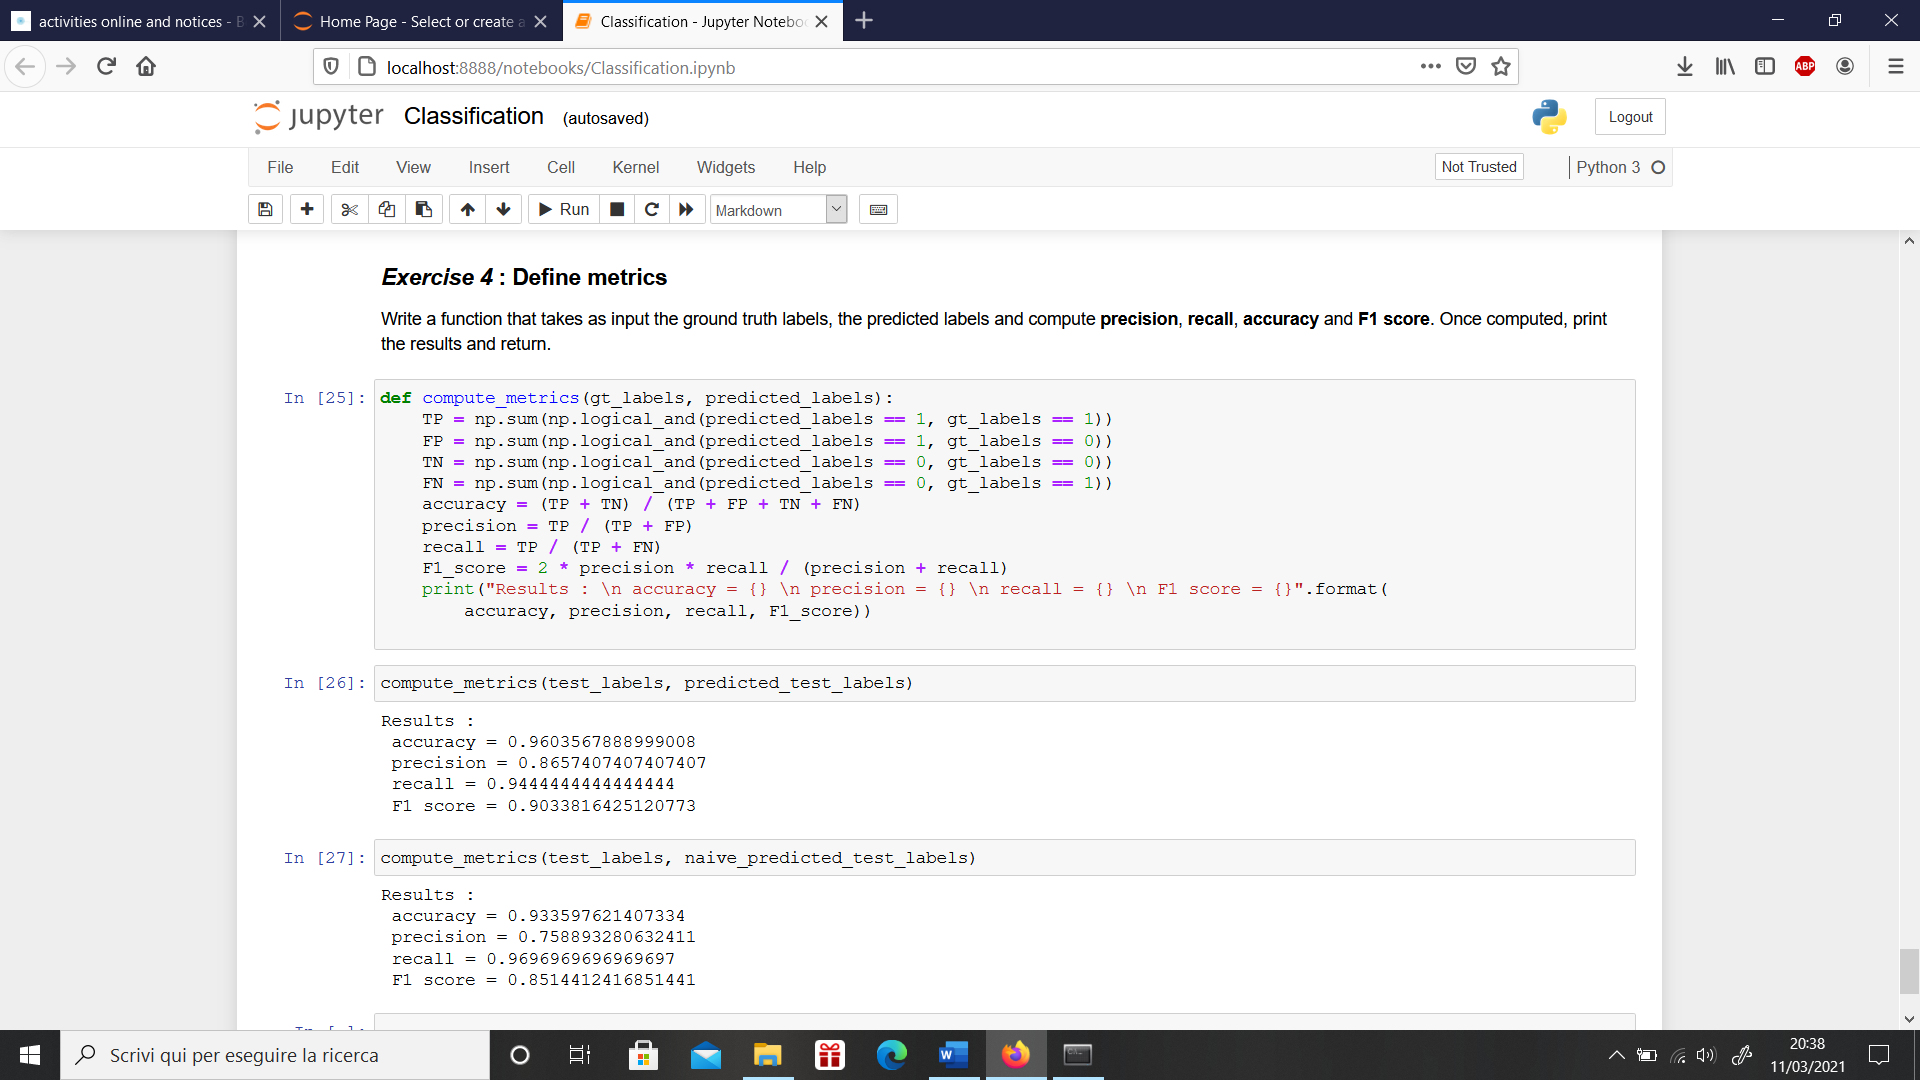 activities online and notices - B
Home Page - Select or create a
Classification - Jupyter Noteboo
localhost:8888/notebooks/Classification.ipynb
ABP
jupyter Classification (autosaved)
Logout
File Edit View Insert Cell Kernel Widgets Help
Not Trusted
Python 3
Run
Markdown
Exercise 4 : Define metrics
Write a function that takes as input the ground truth labels, the predicted labels and compute precision, recall, accuracy and F1 score. Once computed, print
the results and return.
In [25]: def compute_metrics(gt_labels, predicted_labels):
TP = np.sum(np.logical_and(predicted_labels == 1, gt_labels == 1))
FP = np.sum(np.logical_and(predicted_labels == 1, gt_labels == 0))
TN = np.sum(np.logical_and(predicted_labels == 0, gt_labels == 0))
FN = np.sum(np.logical_and(predicted_labels == 0, gt_labels == 1))
accuracy = (TP + TN) / (TP + FP + TN + FN)
precision = TP / (TP + FP)
recall = TP / (TP + FN)
F1_score = 2 * precision * recall / (precision + recall)
print("Results : \n accuracy = {} \n precision = {} \n recall = {} \n F1 score = {}".format(
accuracy, precision, recall, F1_score))
In [26]: compute_metrics(test_labels, predicted_test_labels)
Results :
accuracy = 0.9603567888999008
precision = 0.8657407407407407
recall = 0.9444444444444444
F1 score = 0.9033816425120773
In [27]: compute_metrics(test_labels, naive_predicted_test_labels)
Results :
accuracy = 0.933597621407334
precision = 0.758893280632411
recall = 0.9696969696969697
F1 score = 0.8514412416851441
In [ ]:
Scrivi qui per eseguire la ricerca
20:38
11/03/2021